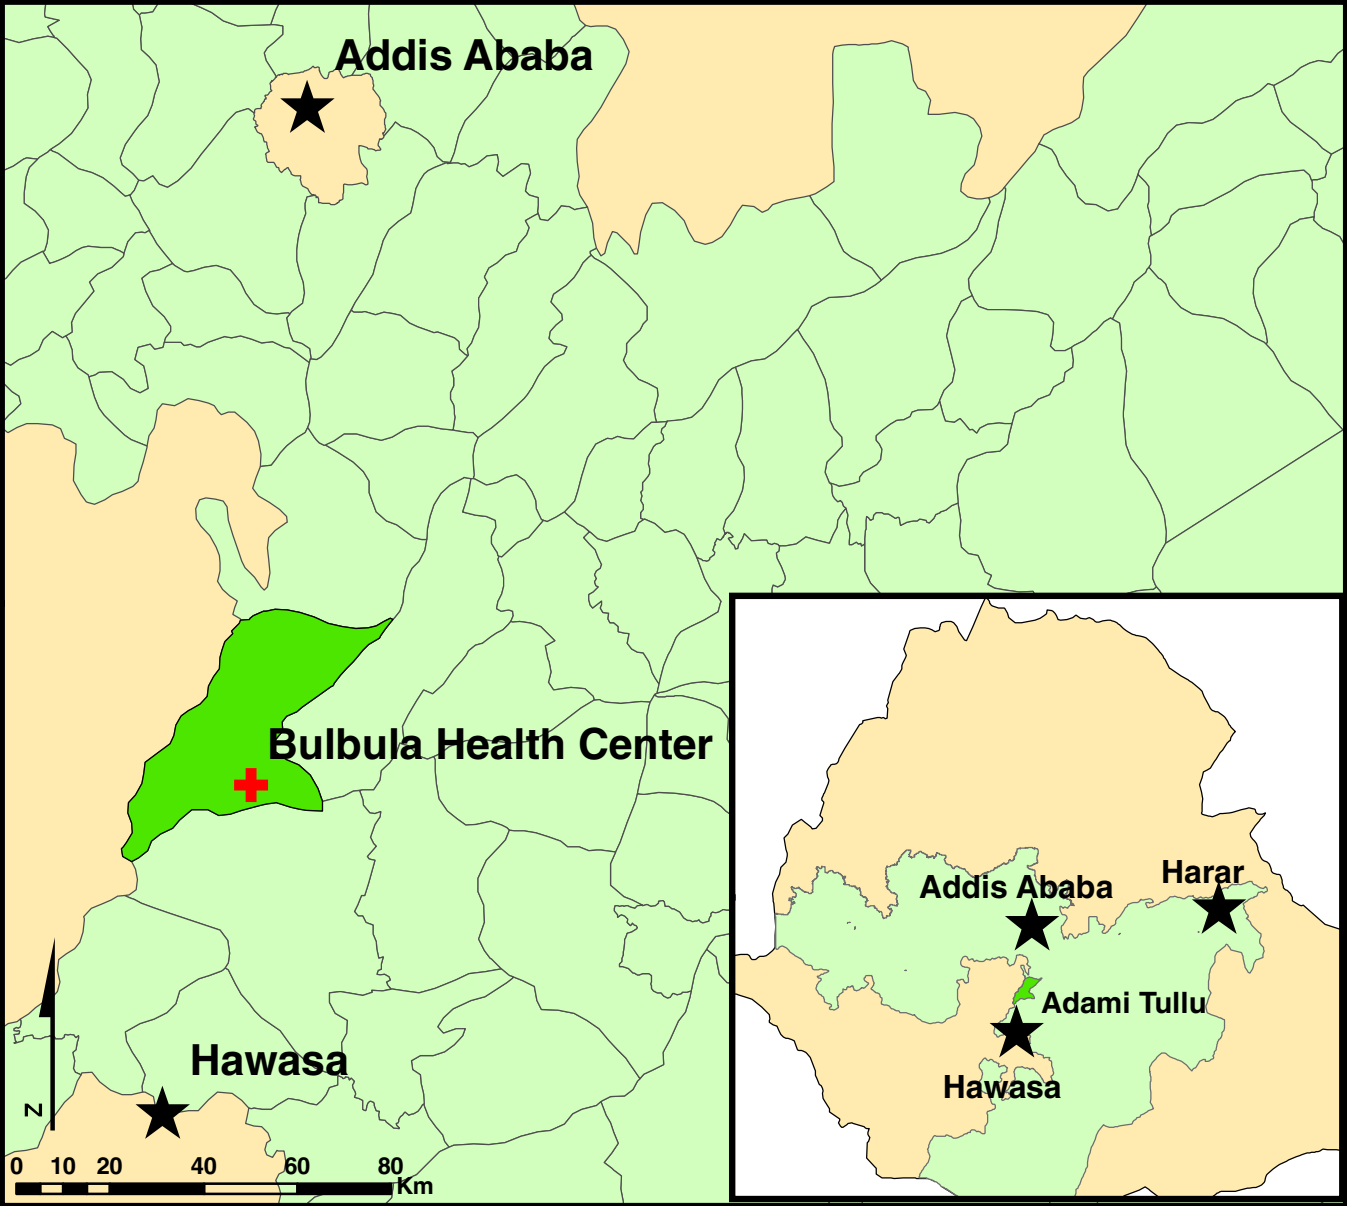 Addis Ababa
Bulbula Health Center
Hawasa
N
0 10 20 40 60 80
Km
Addis Ababa
Harar
Adami Tullu
Hawasa